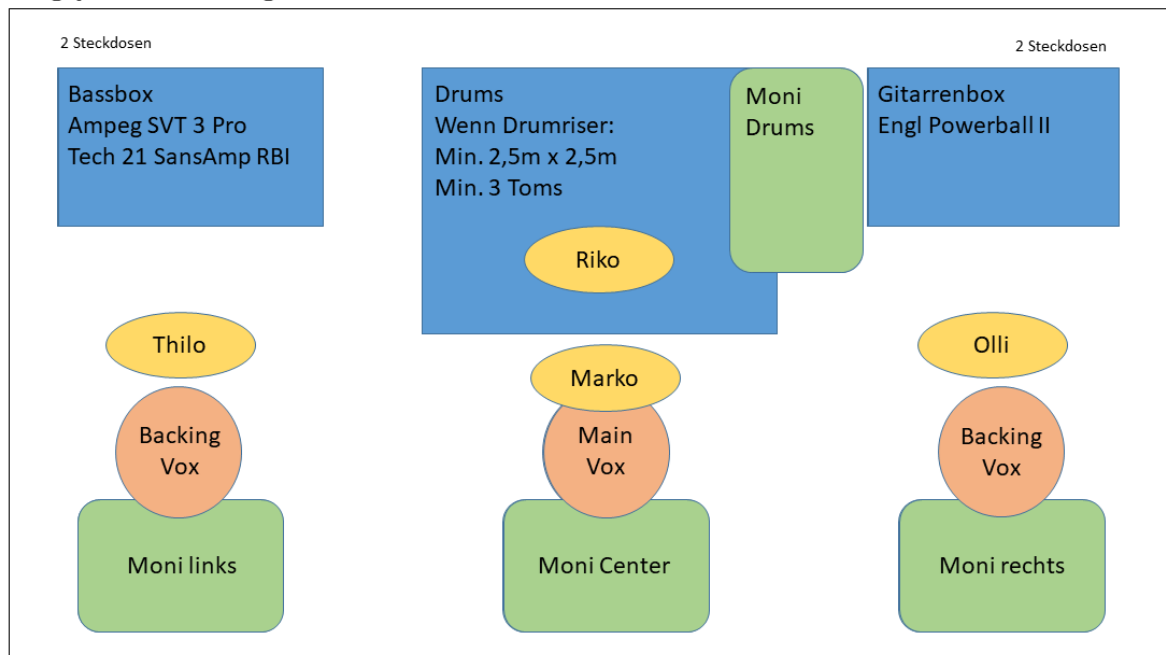 2 Steckdosen
2 Steckdosen
Bassbox
Ampeg SVT 3 Pro
Tech 21 SansAmp RBI
Drums
Wenn Drumriser:
Min. 2,5m x 2,5m
Min. 3 Toms
Moni
Drums
Gitarrenbox
Engl Powerball II
Riko
Thilo
Marko
Olli
Backing
Vox
Main
Vox
Backing
Vox
Moni links
Moni Center
Moni rechts